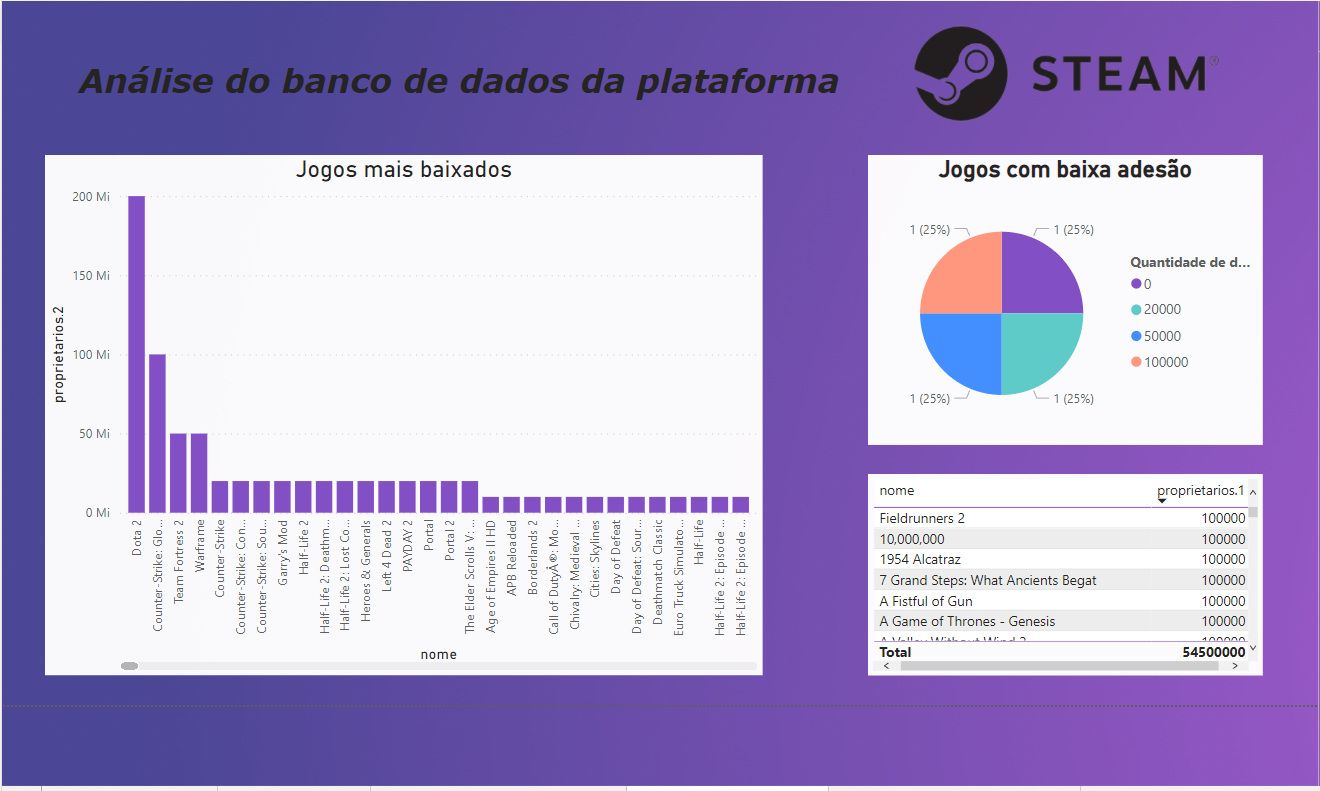 Análise do banco de dados da plataforma
STEAM®
Jogos mais baixados
200 Mi
150 Mi
100 Mi
50 Mi
0 Mi
proprietarios.2
Dota 2
Counter-Strike: Glo...
Team Fortress 2
Warframe
Counter-Strike
Counter-Strike: Con...
Counter-Strike: Sou...
Garry's Mod
Half-Life 2
Half-Life 2: Deathm...
Half-Life 2: Lost Co...
Heroes & Generals
Left 4 Dead 2
PAYDAY 2
Portal
Portal 2
The Elder Scrolls V: ...
Age of Empires II HD
APB Reloaded
Borderlands 2
Call of DutyÂ®: Mo...
Chivalry: Medieval ...
Cities: Skylines
Day of Defeat
Day of Defeat: Sour...
Deathmatch Classic
Euro Truck Simulato...
Half-Life
Half-Life 2: Episode ...
Half-Life 2: Episode ...
nome
Jogos com baixa adesão
1 (25%)
1 (25%)
1 (25%)
1 (25%)
Quantidade de d...
0
20000
50000
100000
nome proprietarios.1
Fieldrunners 2 100000
10,000,000 100000
1954 Alcatraz 100000
7 Grand Steps: What Ancients Begat 100000
A Fistful of Gun 100000
A Game of Thrones - Genesis 100000
A Valley Without Wind 2 100000
Total 54500000